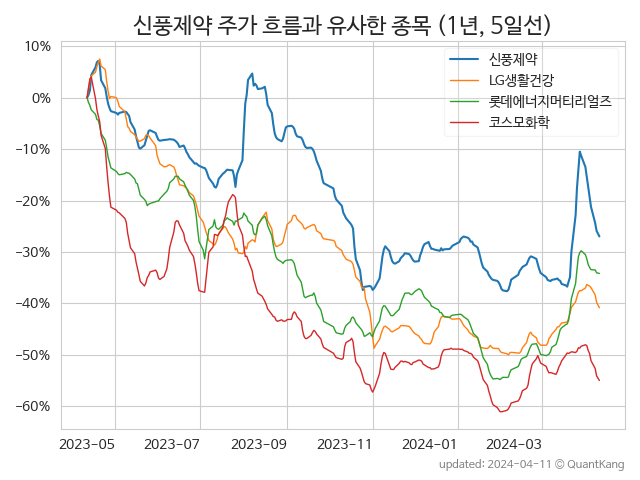 신풍제약 주가 흐름과 유사한 종목 (1년, 5일선)
10%
0%
−10%
−20%
−30%
−40%
−50%
−60%
신풍제약
LG생활건강
롯데에너지머티리얼즈
코스모화학
2023-05 2023-07 2023-09 2023-11 2024-01 2024-03
updated: 2024-04-11 © QuantKang